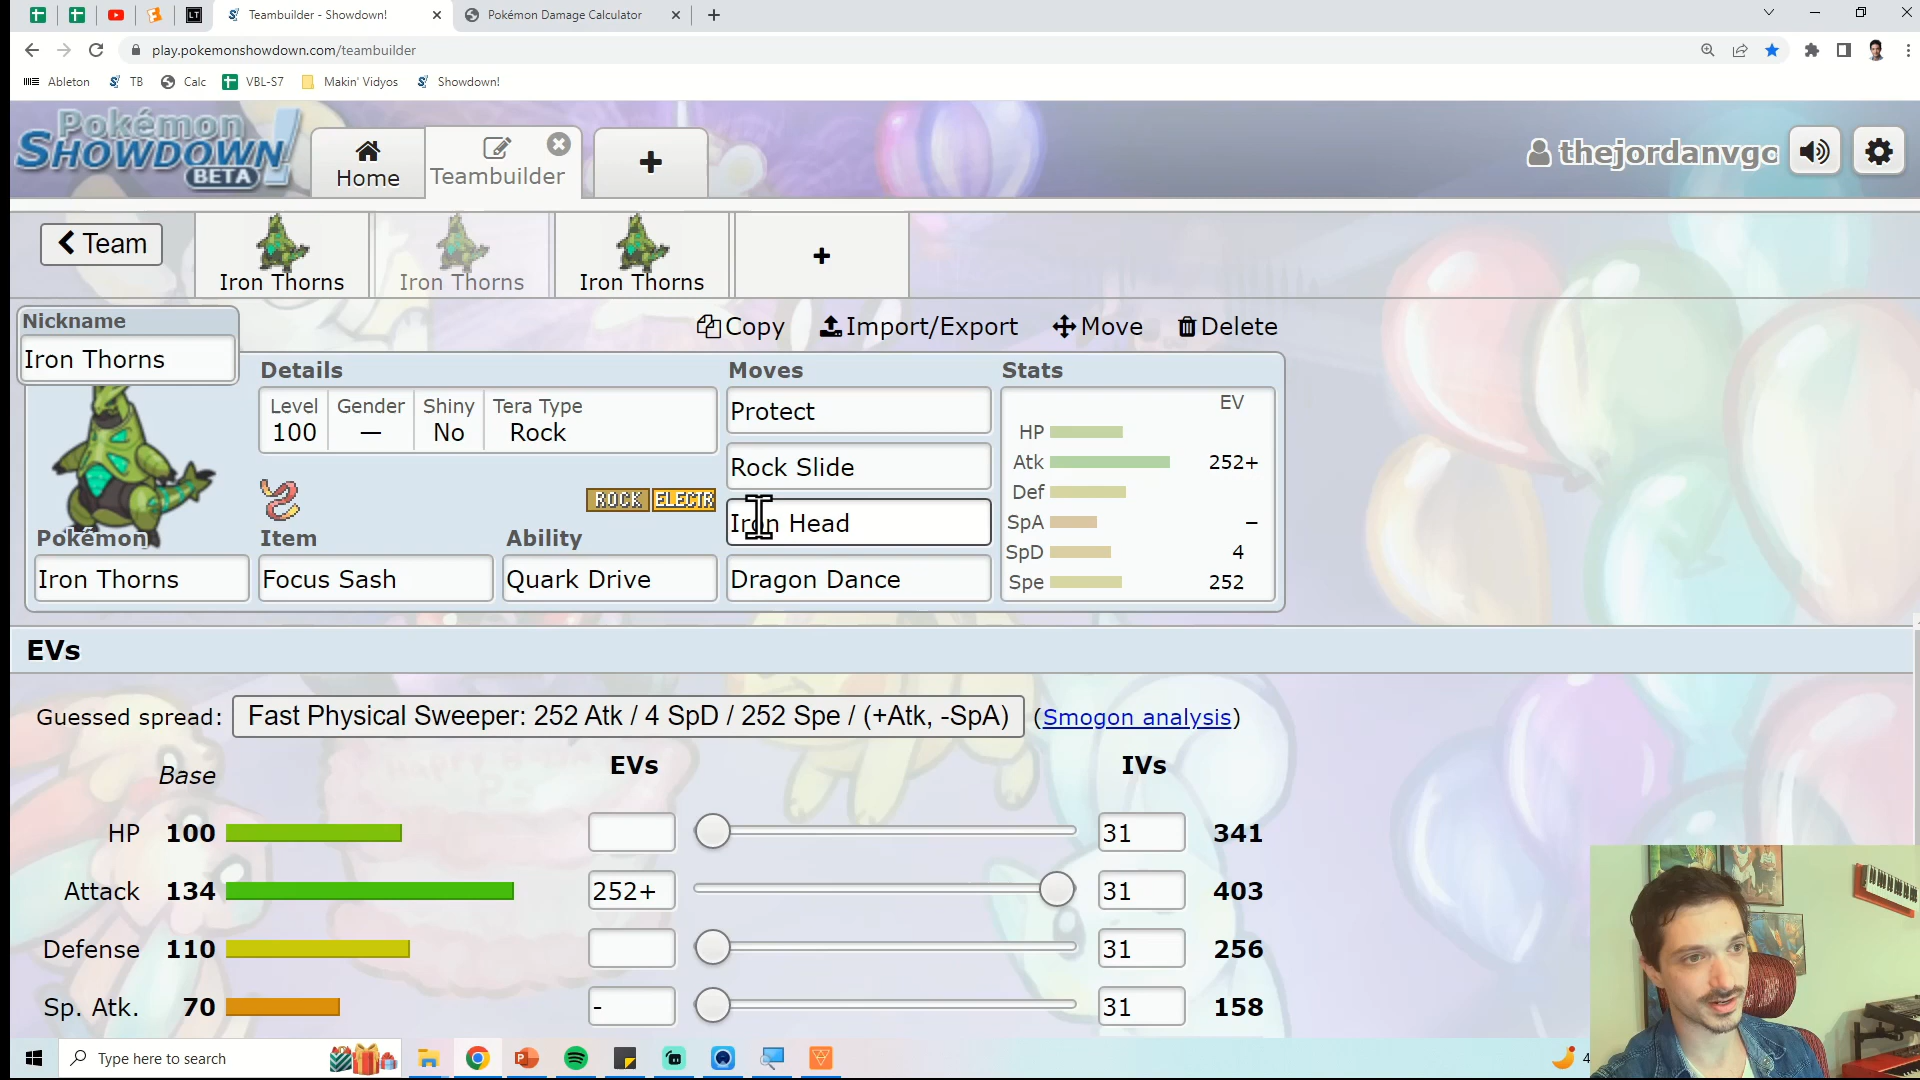 Teambuilder - Showdown!
Pokémon Damage Calculator
play.pokemonshowdown.com/teambuilder
Ableton
TB
Calc
VBL-S7
Makin' Vidyos
Showdown!
Pokémon
SHOWDOWN!
BETA
Home
Teambuilder
thejordanvgc
Team
Iron Thorns
Iron Thorns
Iron Thorns
Nickname
Iron Thorns
Copy
Import/Export
Move
Delete
Details
Level
100
Gender
—
Shiny
No
Tera Type
Rock
ROCK
ELECTR
Pokémon
Iron Thorns
Item
Focus Sash
Ability
Quark Drive
Moves
Protect
Rock Slide
Iron Head
Dragon Dance
Stats
EV
HP
Atk 252+
Def
SpA −
SpD 4
Spe 252
EVs
Guessed spread: Fast Physical Sweeper: 252 Atk / 4 SpD / 252 Spe / (+Atk, -SpA) (Smogon analysis)
Base EVs IVs
HP 100 31 341
Attack 134 252+ 31 403
Defense 110 31 256
Sp. Atk. 70 - 31 158
Type here to search
4